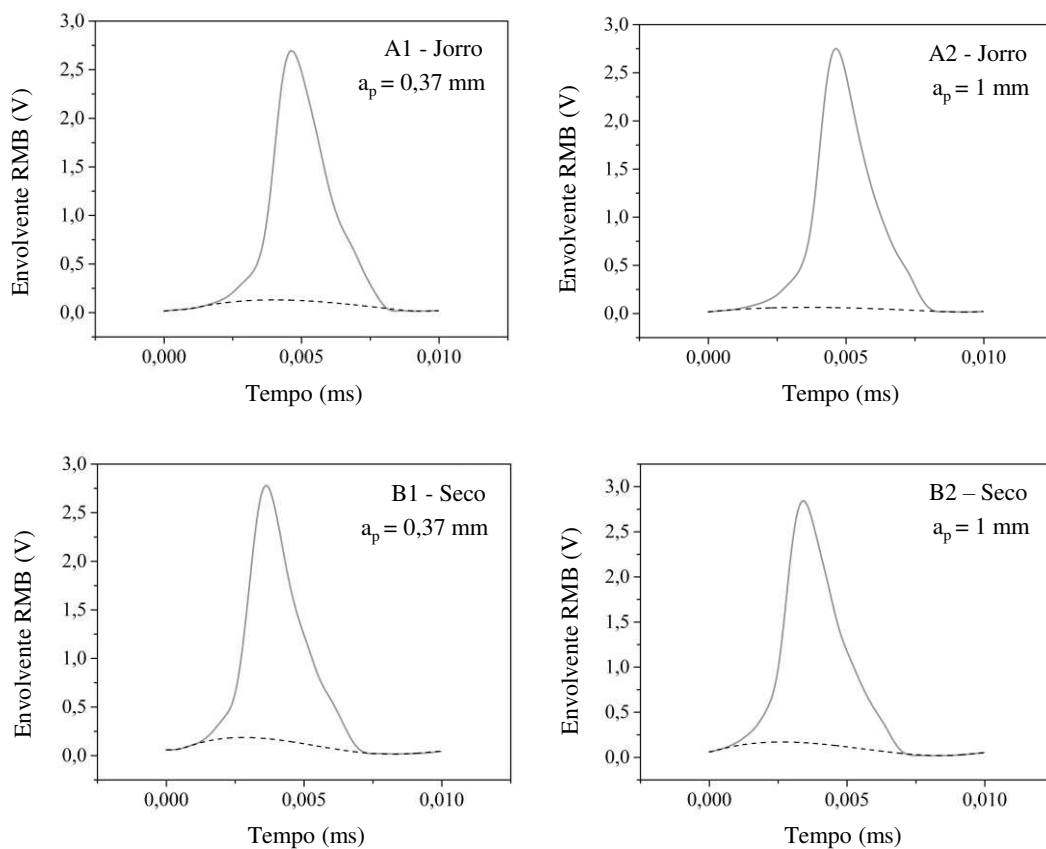 3,0
2,5
2,0
1,5
1,0
0,5
0,0
Envolvente RMB (V)
A1 - Jorro
aₚ = 0,37 mm
0,000 0,005 0,010
Tempo (ms)
3,0
2,5
2,0
1,5
1,0
0,5
0,0
Envolvente RMB (V)
A2 - Jorro
aₚ = 1 mm
0,000 0,005 0,010
Tempo (ms)
3,0
2,5
2,0
1,5
1,0
0,5
0,0
Envolvente RMB (V)
B1 - Seco
aₚ = 0,37 mm
0,000 0,005 0,010
Tempo (ms)
3,0
2,5
2,0
1,5
1,0
0,5
0,0
Envolvente RMB (V)
B2 – Seco
aₚ = 1 mm
0,000 0,005 0,010
Tempo (ms)